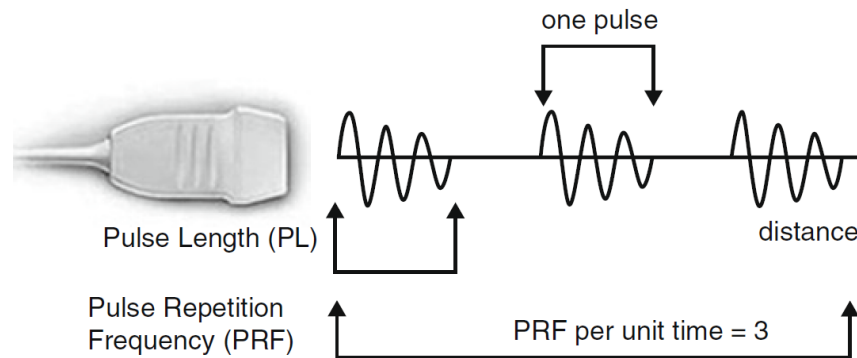 one pulse
Pulse Length (PL)
distance
Pulse Repetition
Frequency (PRF)
PRF per unit time = 3